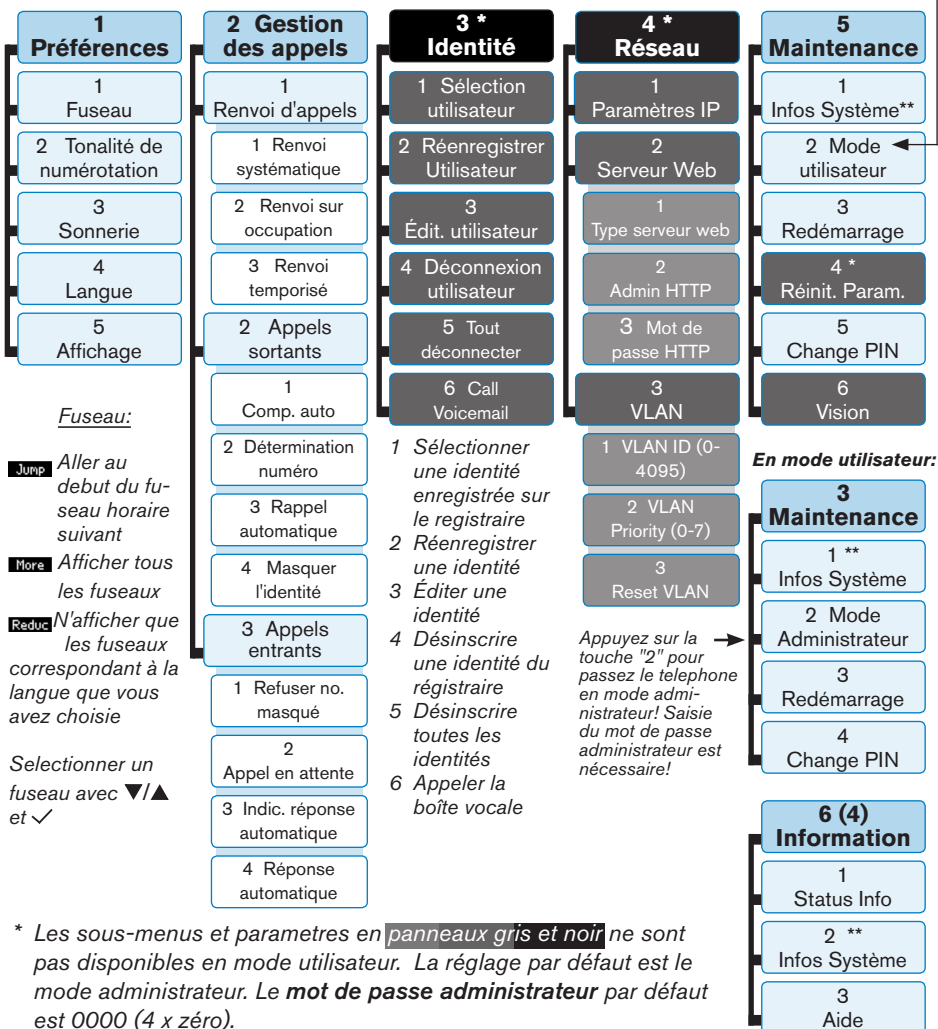 1
Préférences
1
Fuseau
2 Tonalité de
numérotation
3
Sonnerie
4
Langue
5
Affichage
Fuseau:
Jump Aller au
debut du fu-
seau horaire
suivant
More Afficher tous
les fuseaux
Reduc N'afficher que
les fuseaux
correspondant à la
langue que vous
avez choisie
Selectionner un
fuseau avec ▼/▲
et ✓
2 Gestion
des appels
1
Renvoi d'appels
1 Renvoi
systématique
2 Renvoi sur
occupation
3 Renvoi
temporisé
2 Appels
sortants
1
Comp. auto
2 Détermination
numéro
3 Rappel
automatique
4 Masquer
l'identité
3 Appels
entrants
1 Refuser no.
masqué
2
Appel en attente
3 Indic. réponse
automatique
4 Réponse
automatique
3 *
Identité
1 Sélection
utilisateur
2 Réenregistrer
Utilisateur
3
Édit. utilisateur
4 Déconnexion
utilisateur
5 Tout
déconnecter
6 Call
Voicemail
1 Sélectionner
une identité
enregistrée sur
le registraire
2 Réenregistrer
une identité
3 Éditer une
identité
4 Désinscrire
une identité du
régistraire
5 Désinscrire
toutes les
identités
6 Appeler la
boîte vocale
4 *
Réseau
1
Paramètres IP
2
Serveur Web
1
Type serveur web
2
Admin HTTP
3 Mot de
passe HTTP
3
VLAN
1 VLAN ID (0-
4095)
2 VLAN
Priority (0-7)
3
Reset VLAN
Appuyez sur la
touche "2" pour
passez le telephone
en mode admi-
nistrateur! Saisie
du mot de passe
administrateur est
nécessaire!
5
Maintenance
1
Infos Système**
2 Mode
utilisateur
3
Redémarrage
4 *
Réinit. Param.
5
Change PIN
6
Vision
En mode utilisateur:
3
Maintenance
1 **
Infos Système
2 Mode
Administrateur
3
Redémarrage
4
Change PIN
6 (4)
Information
1
Status Info
2 **
Infos Système
3
Aide
* Les sous-menus et parametres en panneaux gris et noir ne sont
pas disponibles en mode utilisateur. La réglage par défaut est le
mode administrateur. Le mot de passe administrateur par défaut
est 0000 (4 x zéro).